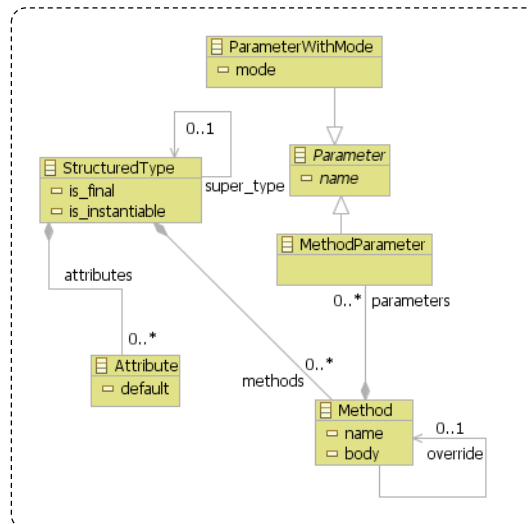 ParameterWithMode
mode
0..1
StructuredType
is_final
is_instantiable
super_type
Parameter
name
MethodParameter
attributes
0..*
parameters
0..*
0..*
Attribute
default
methods
Method
name
body
0..1
override